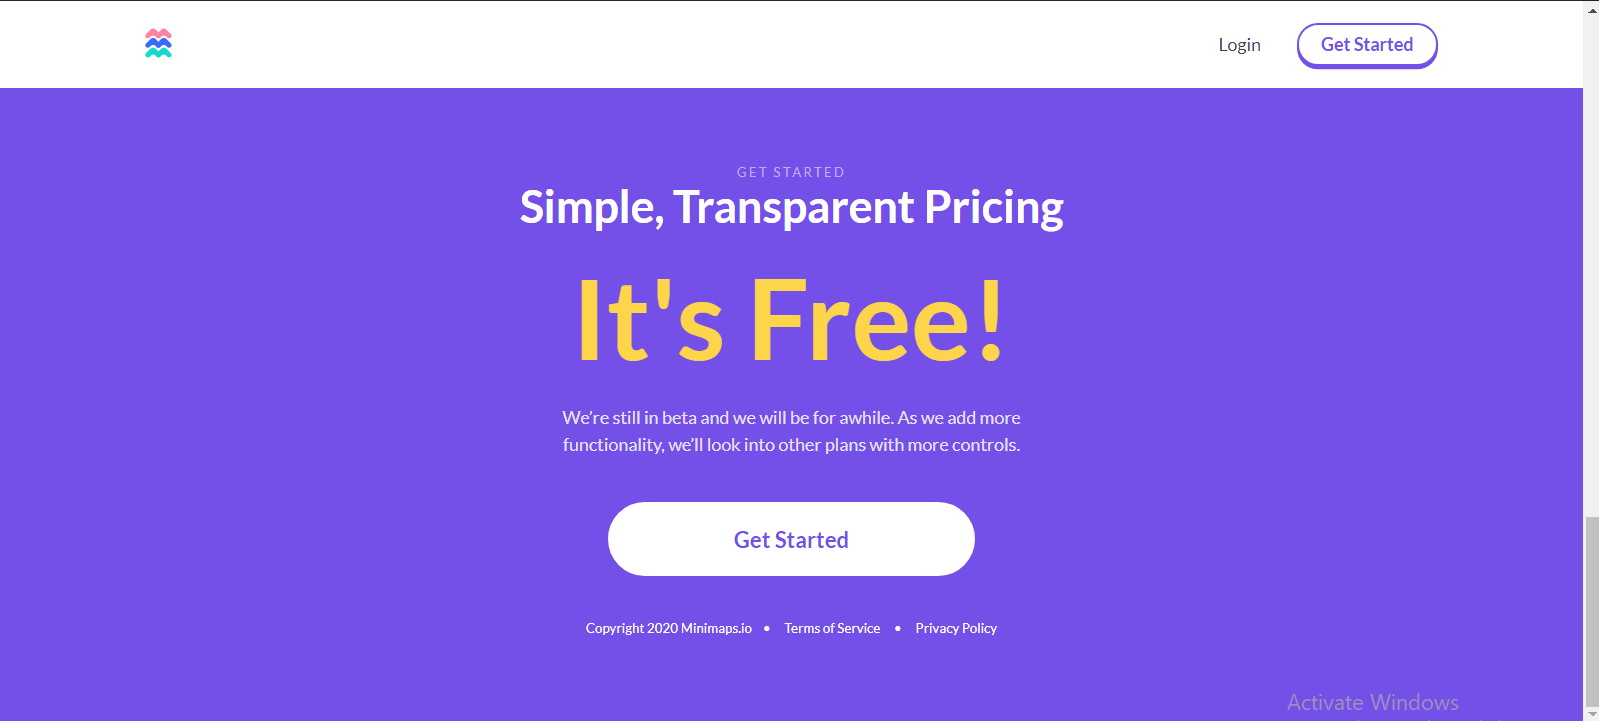 Login
Get Started
GET STARTED
Simple, Transparent Pricing
It's Free!
We’re still in beta and we will be for awhile. As we add more
functionality, we’ll look into other plans with more controls.
Get Started
Copyright 2020 Minimaps.io • Terms of Service • Privacy Policy
Activate Windows